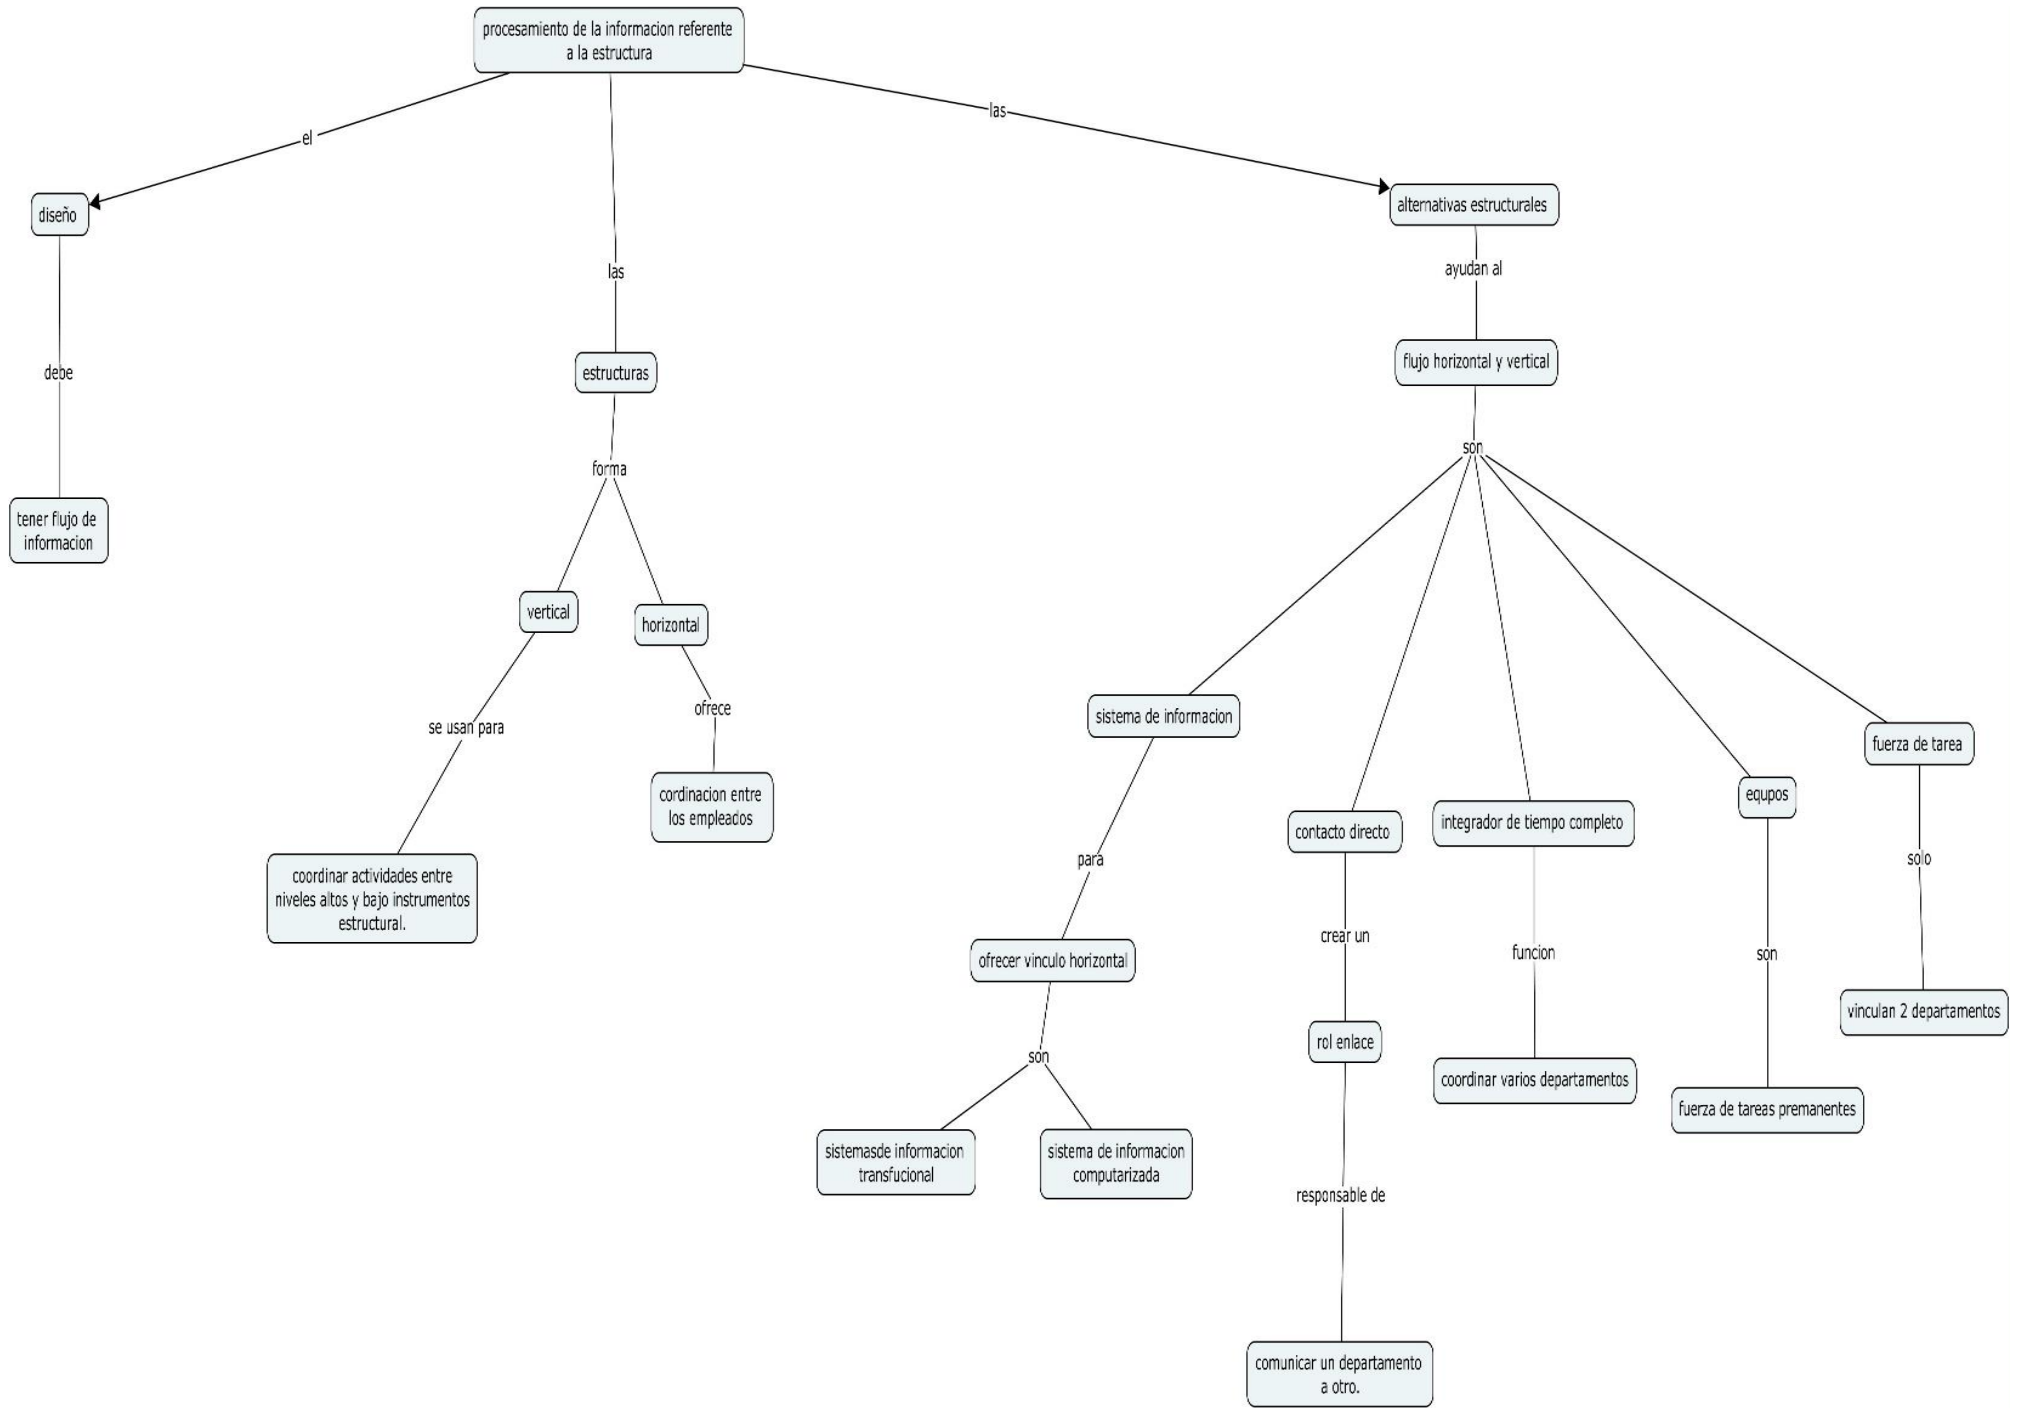 procesamiento de la informacion referente
a la estructura
el
las
las
diseño
alternativas estructurales
debe
ayudan al
estructuras
flujo horizontal y vertical
tener flujo de
informacion
forma
son
vertical
horizontal
se usan para
ofrece
cordinacion entre
los empleados
coordinar actividades entre
niveles altos y bajo instrumentos
estructural.
sistema de informacion
contacto directo
integrador de tiempo completo
equpos
fuerza de tarea
para
crear un
funcion
son
solo
ofrecer vinculo horizontal
rol enlace
coordinar varios departamentos
fuerza de tareas premanentes
vinculan 2 departamentos
son
sistemasde informacion
transfucional
sistema de informacion
computarizada
responsable de
comunicar un departamento
a otro.